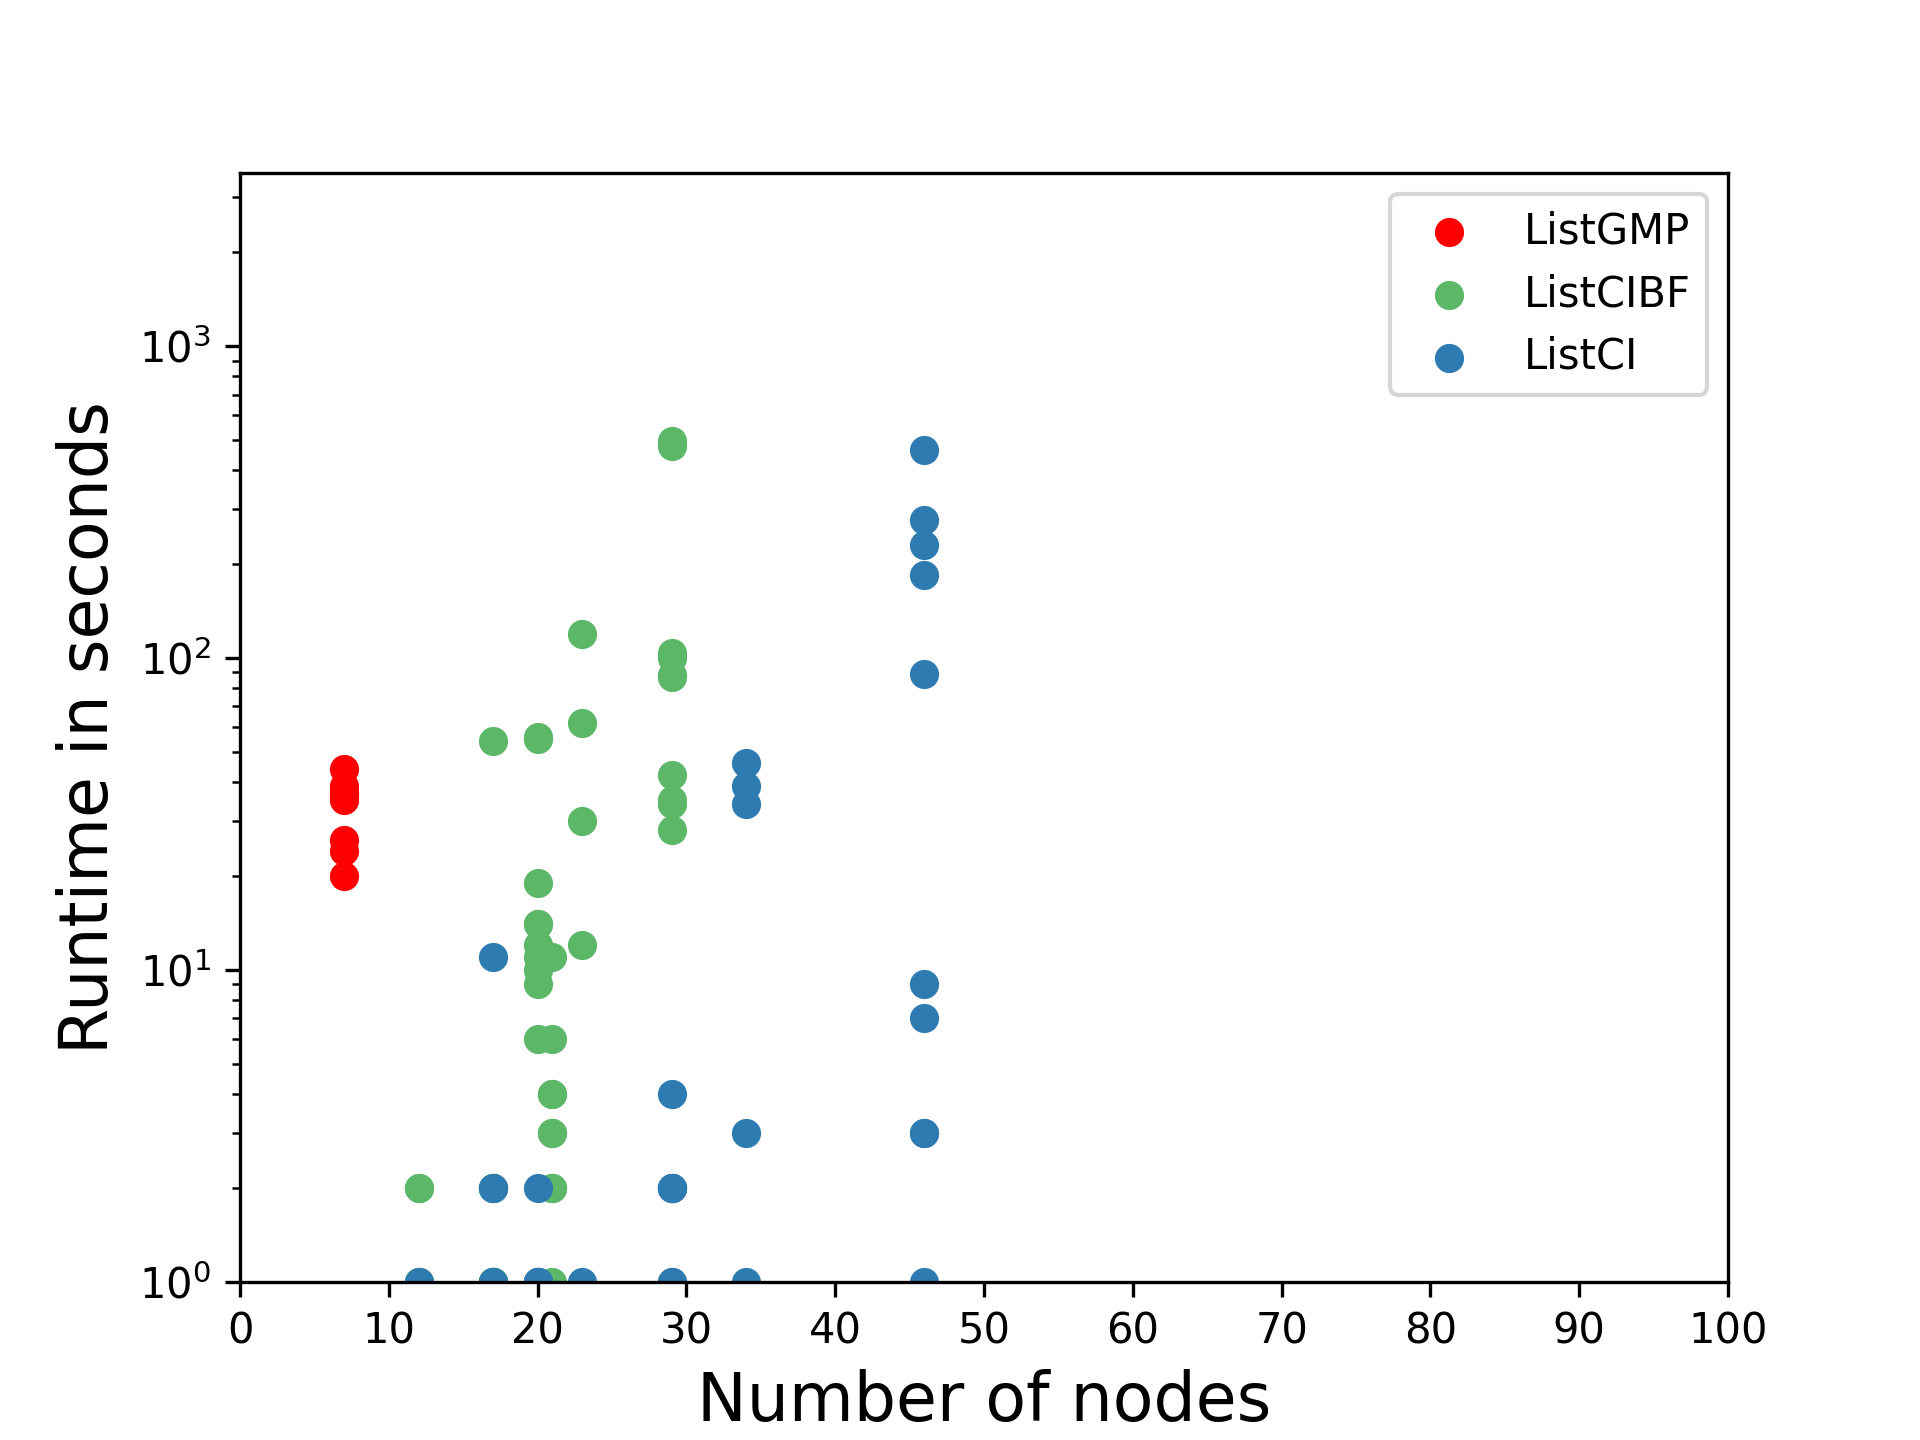 ListGMP
ListCIBF
ListCI
Runtime in seconds
10³
10²
10¹
10⁰
0 10 20 30 40 50 60 70 80 90 100
Number of nodes